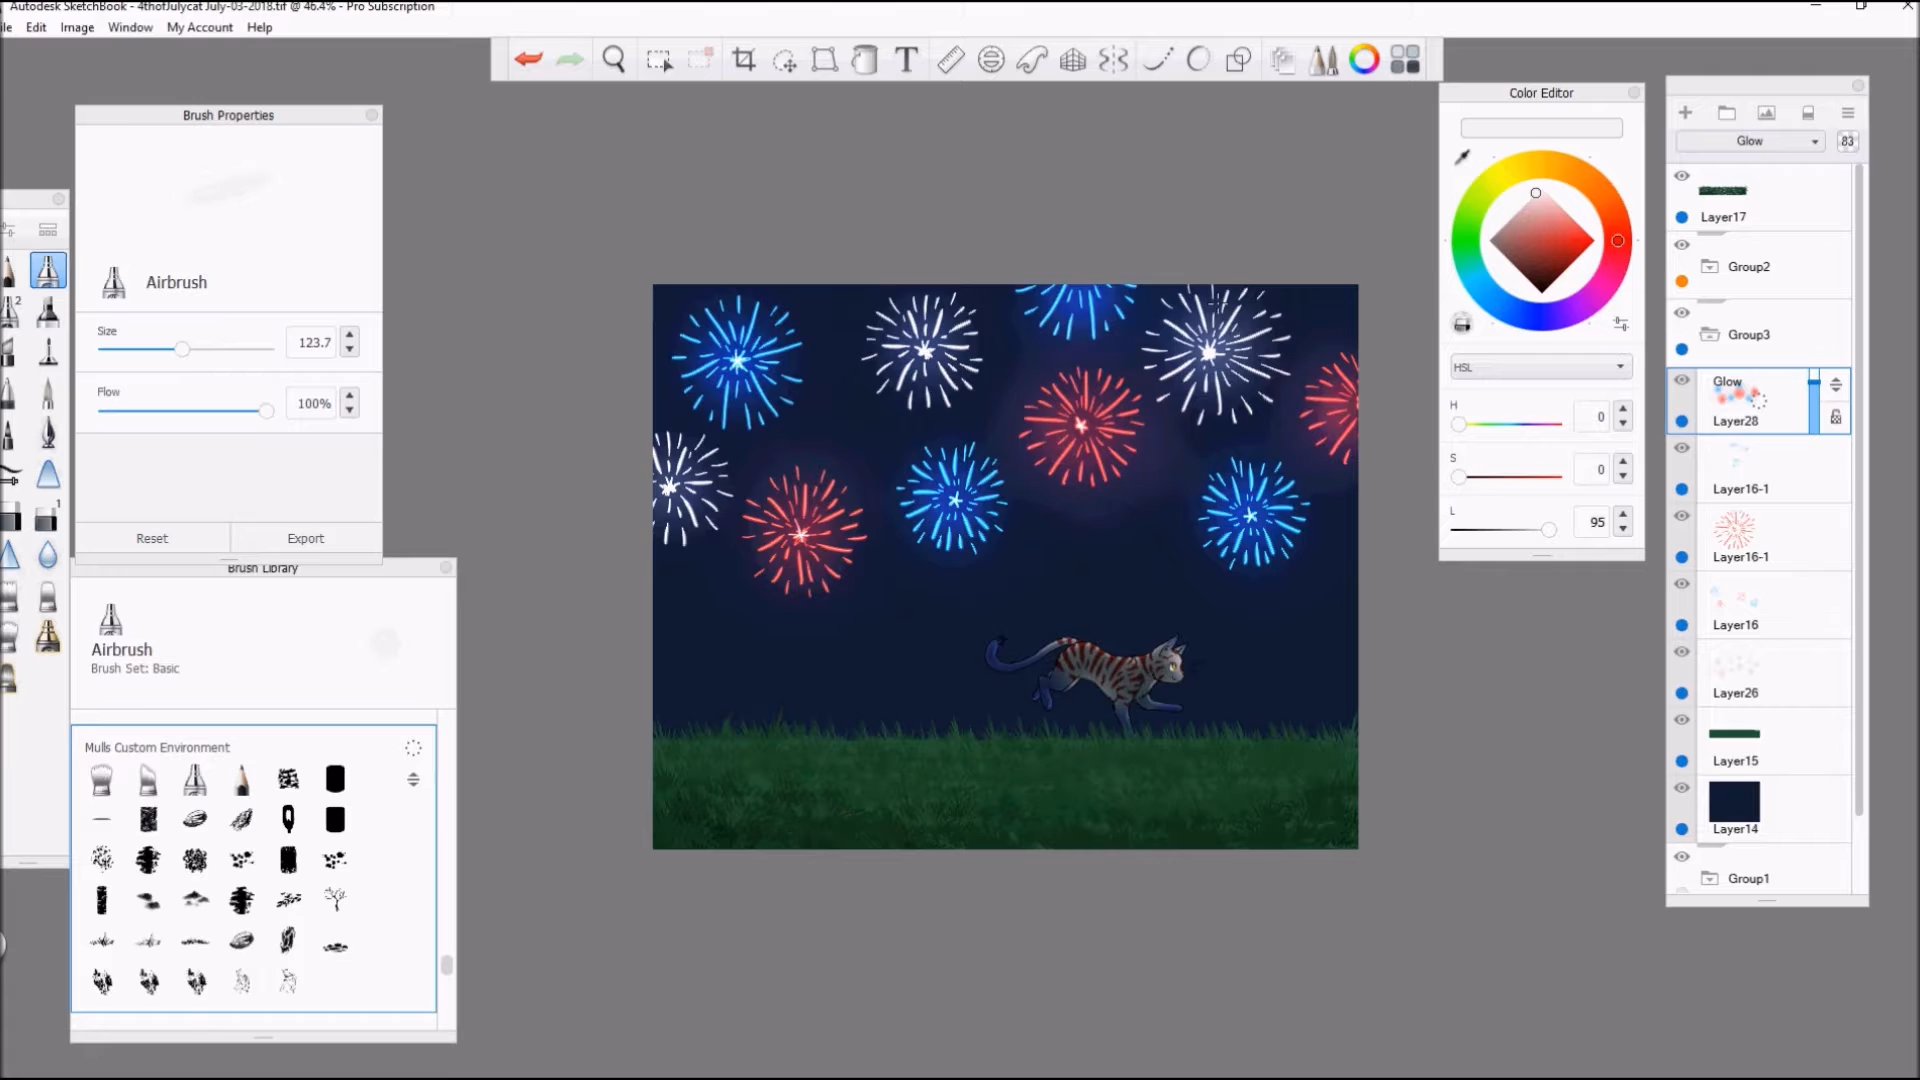 Autodesk SketchBook - 4thofJulycat July-03-2018.tif @ 46.4% - Pro Subscription
ile Edit Image Window My Account Help
Brush Properties
Airbrush
Size
123.7
Flow
100%
Reset Export
Brush Library
Airbrush
Brush Set: Basic
Mulls Custom Environment
2
1
T
Color Editor
HSL
H 0
S 0
L 95
Glow 83
Layer17
Group2
Group3
Glow
Layer28
Layer16-1
Layer16-1
Layer16
Layer26
Layer15
Layer14
Group1